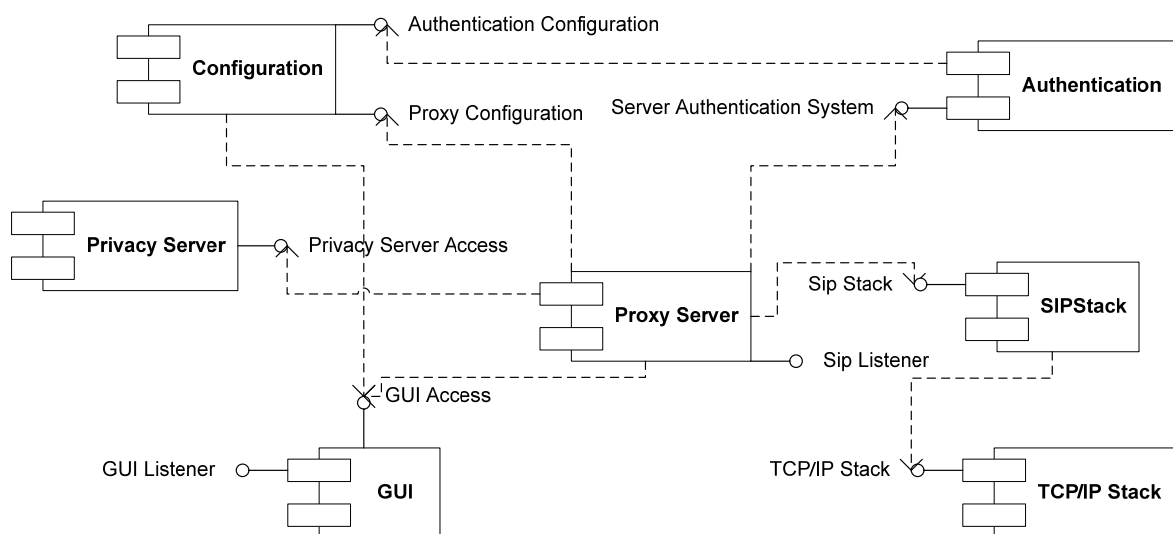 Authentication Configuration
Configuration
Authentication
Proxy Configuration
Server Authentication System
Privacy Server
Privacy Server Access
Sip Stack
SIPStack
Proxy Server
Sip Listener
GUI Access
GUI Listener
GUI
TCP/IP Stack
TCP/IP Stack